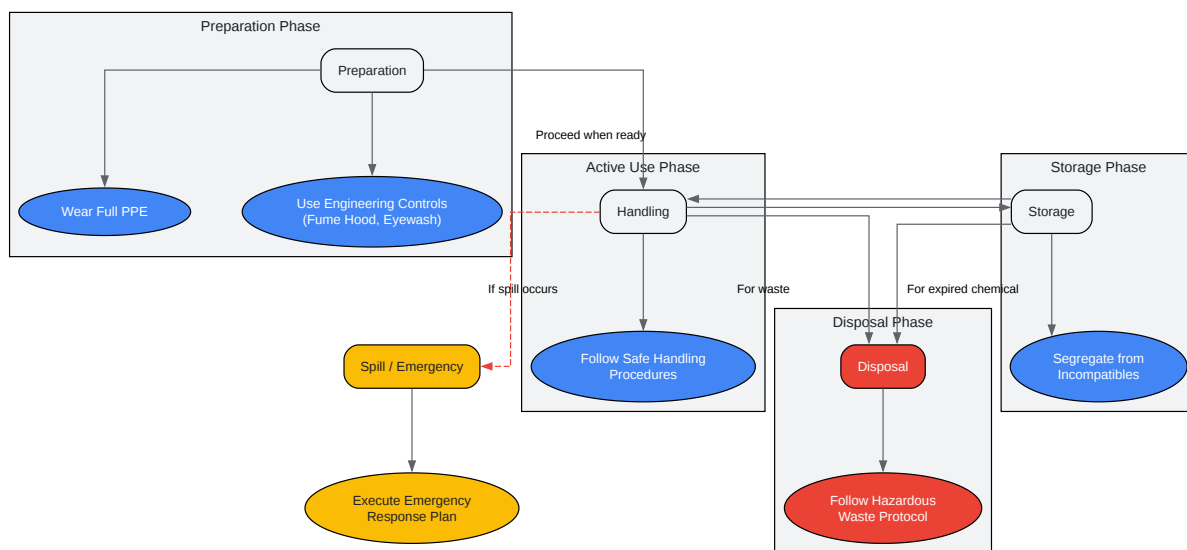 Preparation Phase
Preparation
Proceed when ready
Active Use Phase
Storage Phase
Wear Full PPE
Use Engineering Controls
(Fume Hood, Eyewash)
Handling
Storage
If spill occurs
For waste
For expired chemical
Disposal Phase
Spill / Emergency
Follow Safe Handling
Procedures
Disposal
Segregate from
Incompatibles
Execute Emergency
Response Plan
Follow Hazardous
Waste Protocol